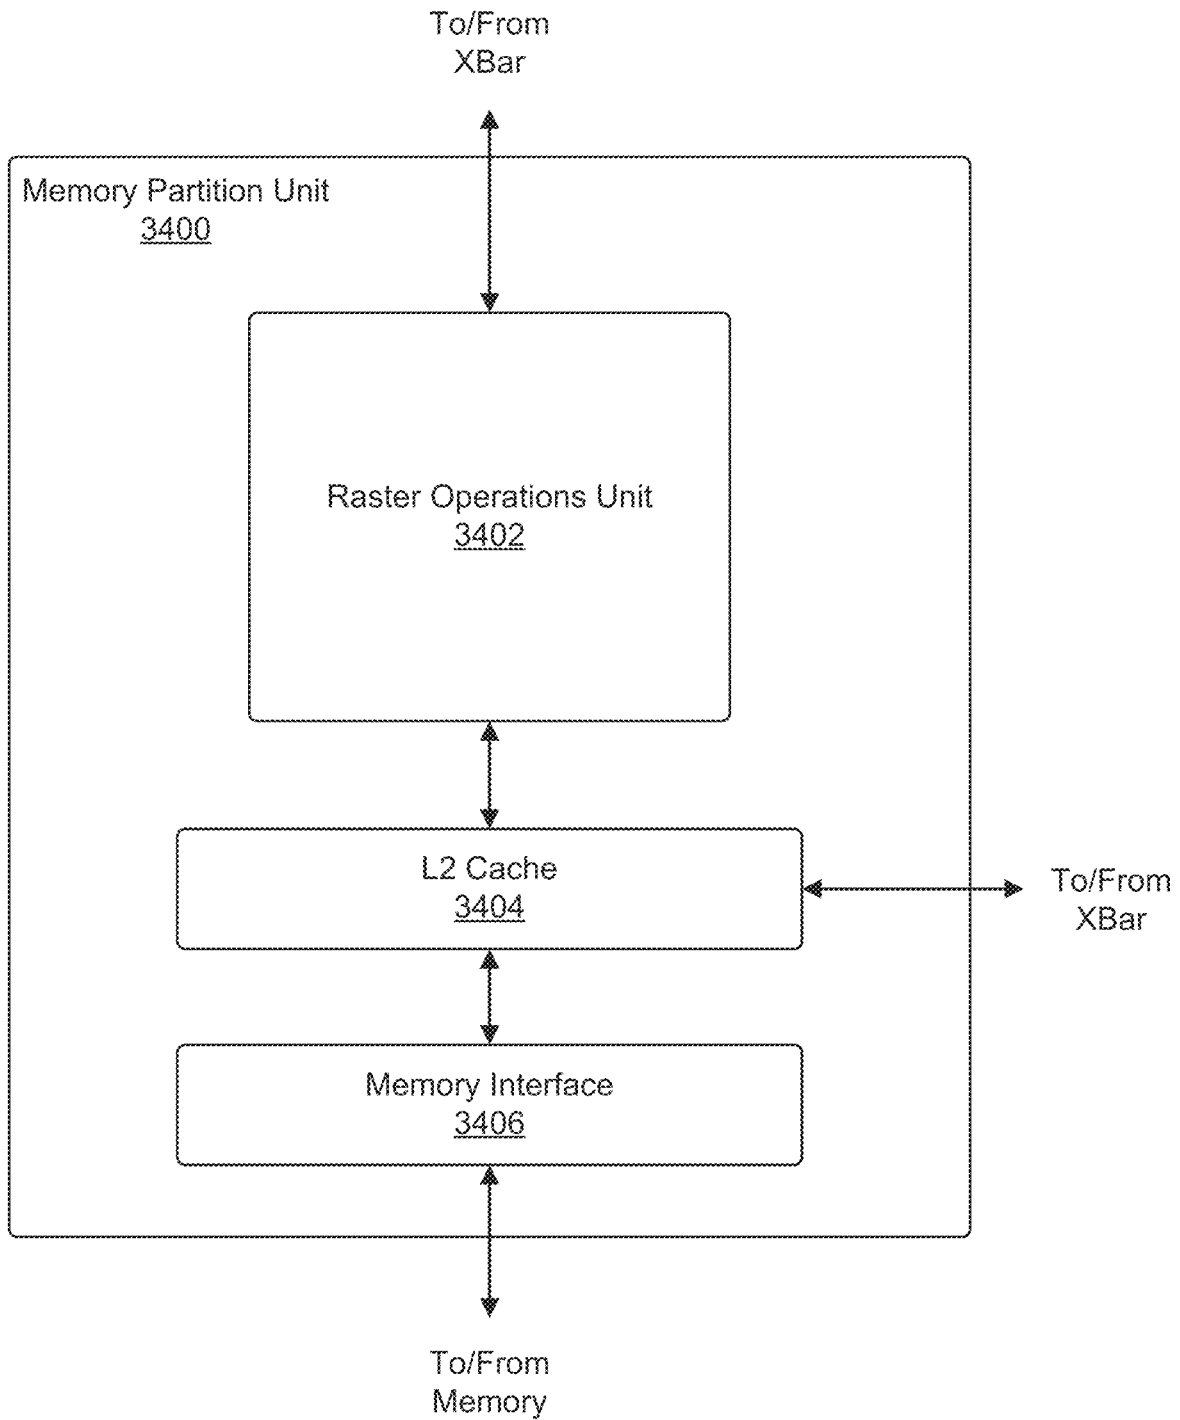 To/From
XBar
Memory Partition Unit
3400
Raster Operations Unit
3402
L2 Cache
3404
To/From
XBar
Memory Interface
3406
To/From
Memory